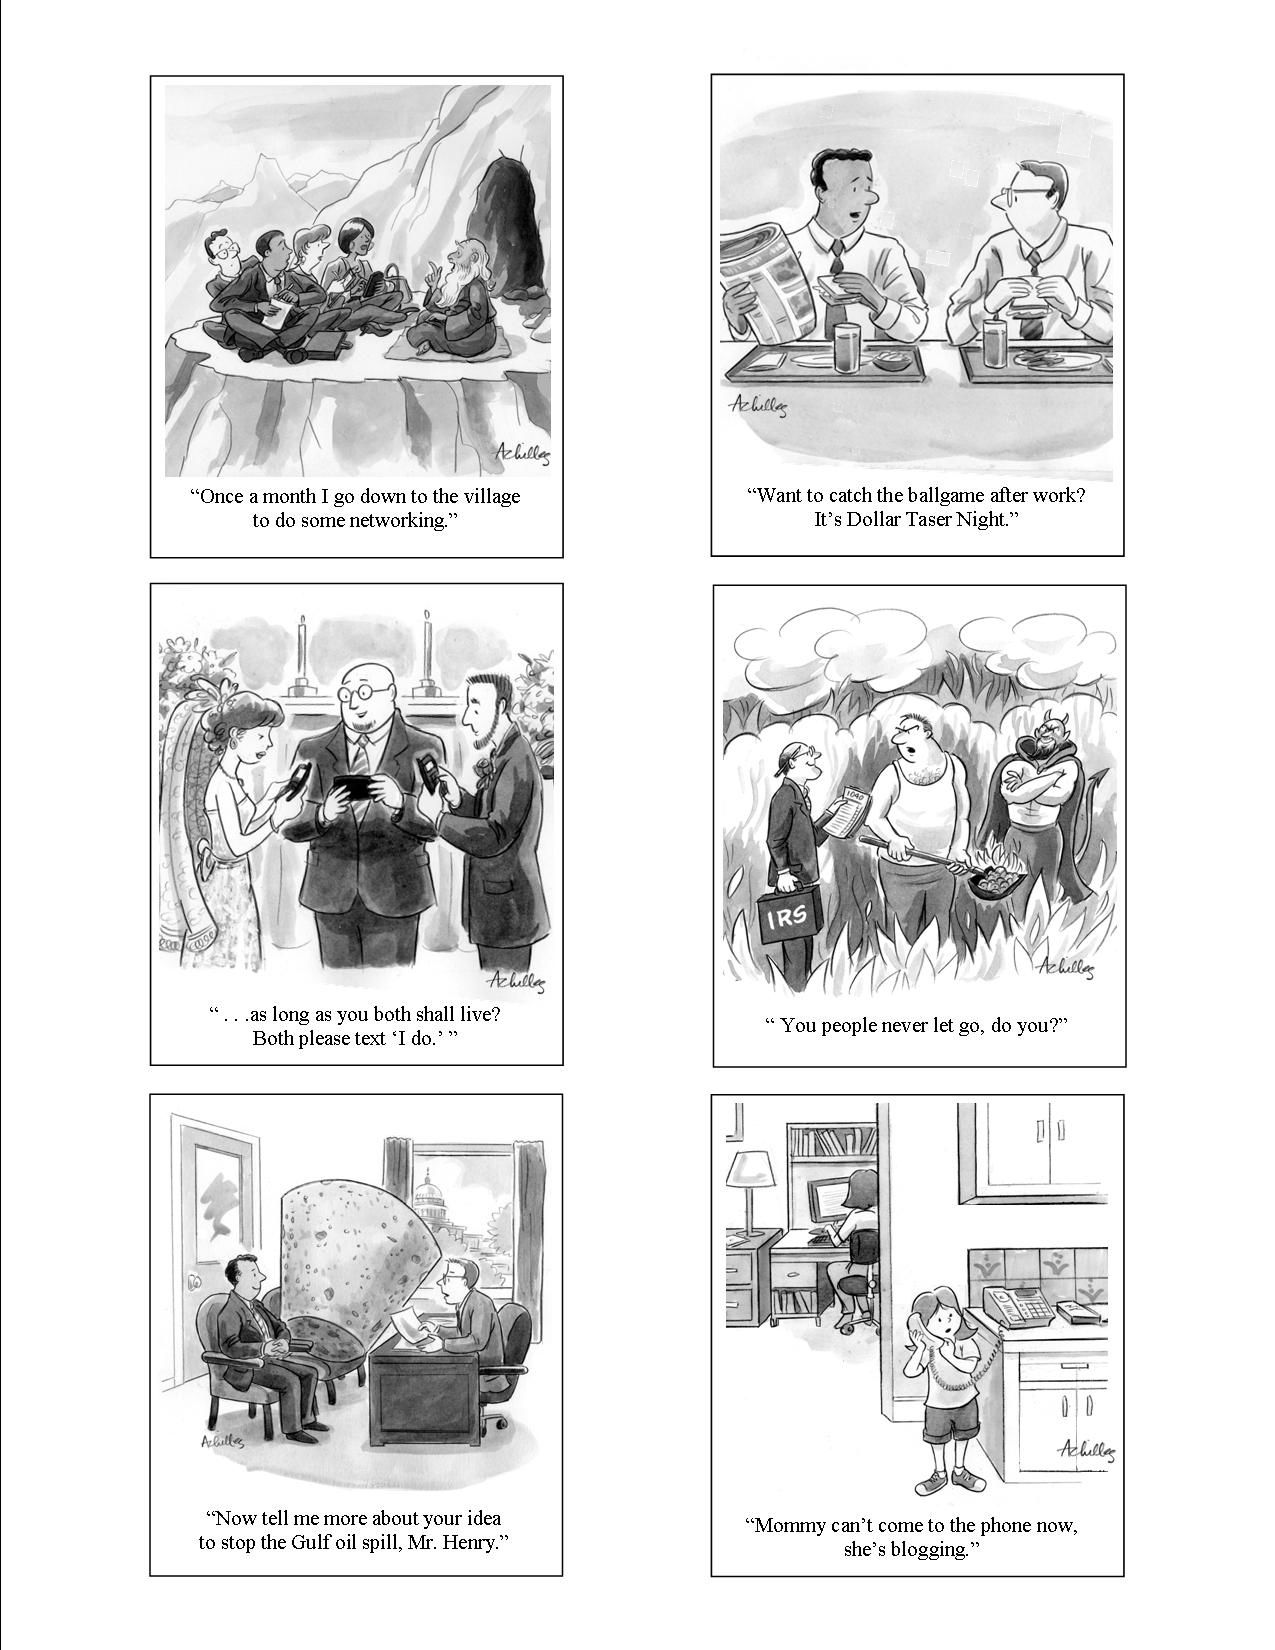 Achilles
“Once a month I go down to the village
to do some networking.”
Achilles
“Want to catch the ballgame after work?
It’s Dollar Taser Night.”
Achilles
“ . . .as long as you both shall live?
Both please text ‘I do.’ ”
1040
IRS
Achilles
“ You people never let go, do you?”
Achilles
“Now tell me more about your idea
to stop the Gulf oil spill, Mr. Henry.”
Achilles
“Mommy can’t come to the phone now,
she’s blogging.”